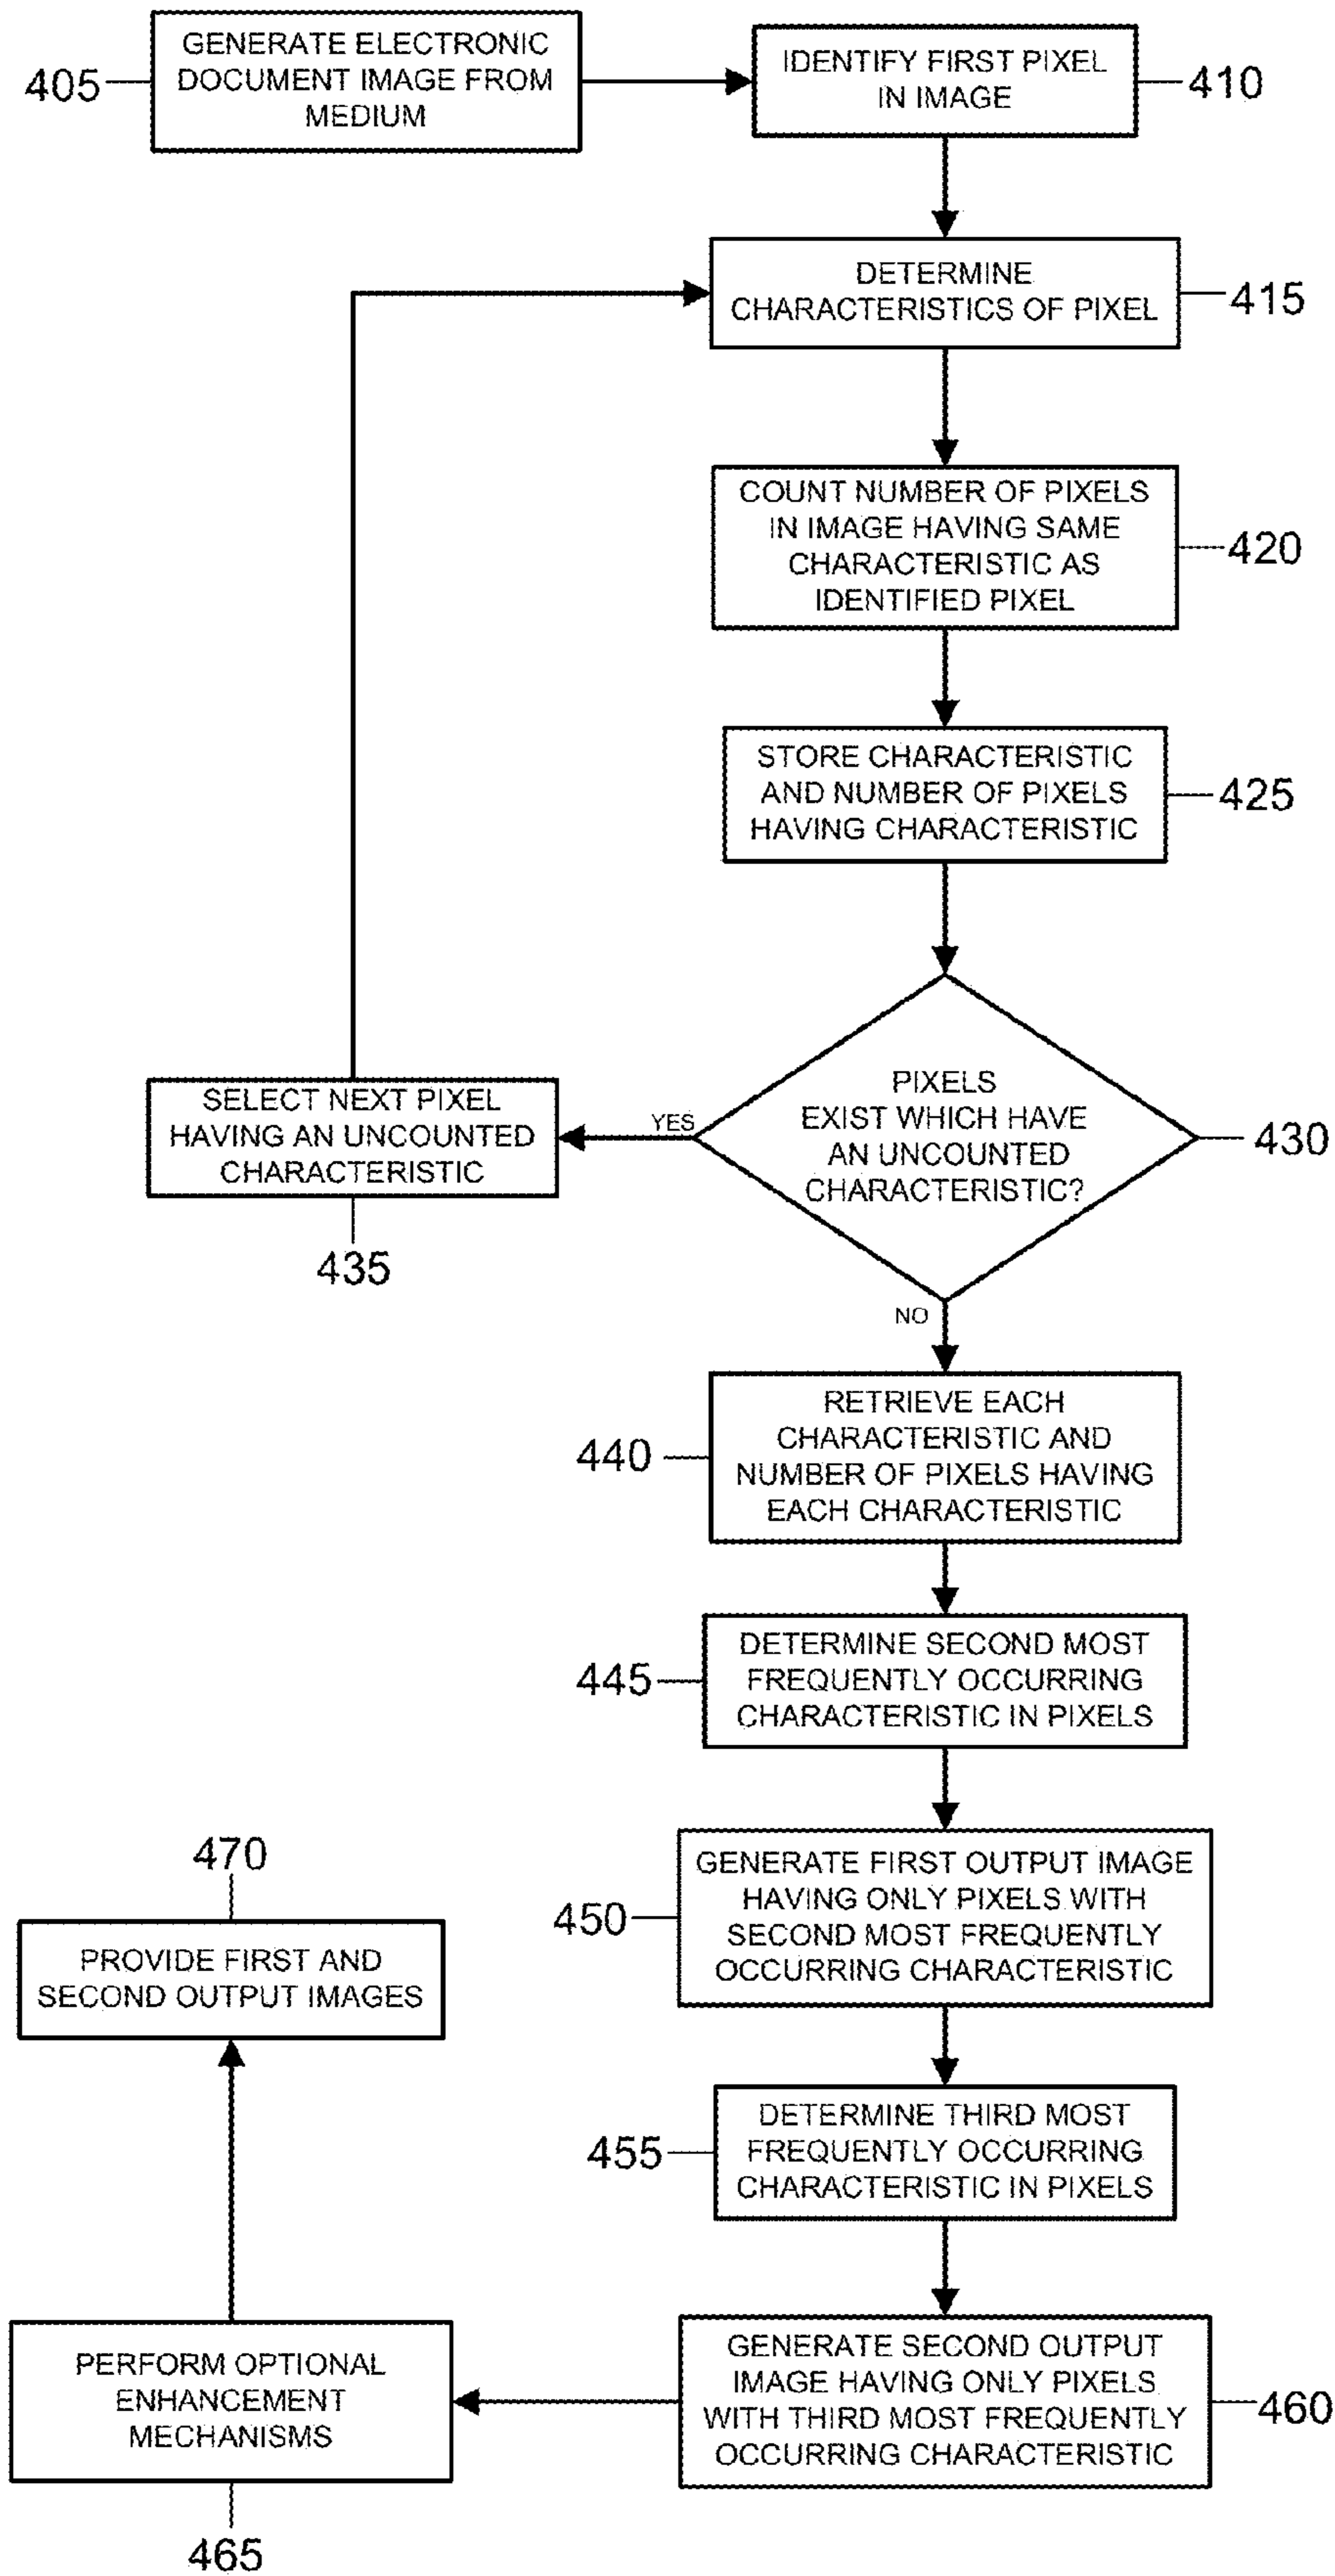 GENERATE ELECTRONIC
DOCUMENT IMAGE FROM
MEDIUM
405
IDENTIFY FIRST PIXEL
IN IMAGE
410
DETERMINE
CHARACTERISTICS OF PIXEL
415
COUNT NUMBER OF PIXELS
IN IMAGE HAVING SAME
CHARACTERISTIC AS
IDENTIFIED PIXEL
420
STORE CHARACTERISTIC
AND NUMBER OF PIXELS
HAVING CHARACTERISTIC
425
PIXELS
EXIST WHICH HAVE
AN UNCOUNTED
CHARACTERISTIC?
430
YES
SELECT NEXT PIXEL
HAVING AN UNCOUNTED
CHARACTERISTIC
435
NO
RETRIEVE EACH
CHARACTERISTIC AND
NUMBER OF PIXELS HAVING
EACH CHARACTERISTIC
440
DETERMINE SECOND MOST
FREQUENTLY OCCURRING
CHARACTERISTIC IN PIXELS
445
GENERATE FIRST OUTPUT IMAGE
HAVING ONLY PIXELS WITH
SECOND MOST FREQUENTLY
OCCURRING CHARACTERISTIC
450
DETERMINE THIRD MOST
FREQUENTLY OCCURRING
CHARACTERISTIC IN PIXELS
455
GENERATE SECOND OUTPUT
IMAGE HAVING ONLY PIXELS
WITH THIRD MOST FREQUENTLY
OCCURRING CHARACTERISTIC
460
PERFORM OPTIONAL
ENHANCEMENT
MECHANISMS
465
470
PROVIDE FIRST AND
SECOND OUTPUT IMAGES